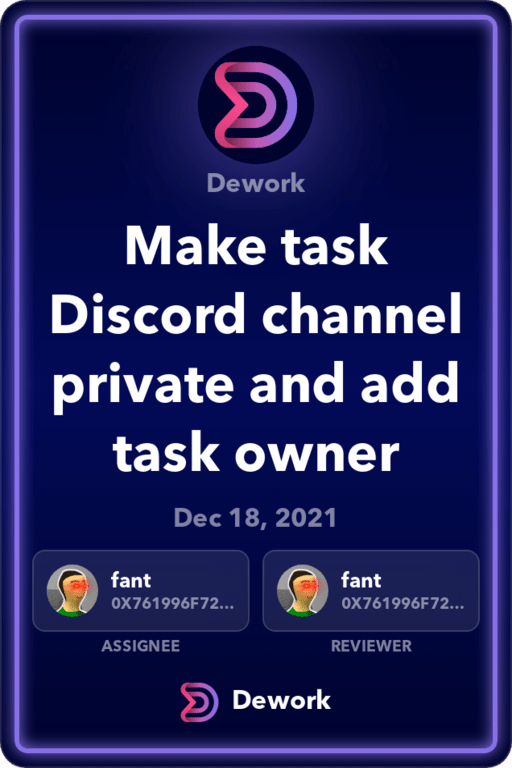 Dework
Make task
Discord channel
private and add
task owner
Dec 18, 2021
fant
0X761996F72...
ASSIGNEE
fant
0X761996F72...
REVIEWER
Dework